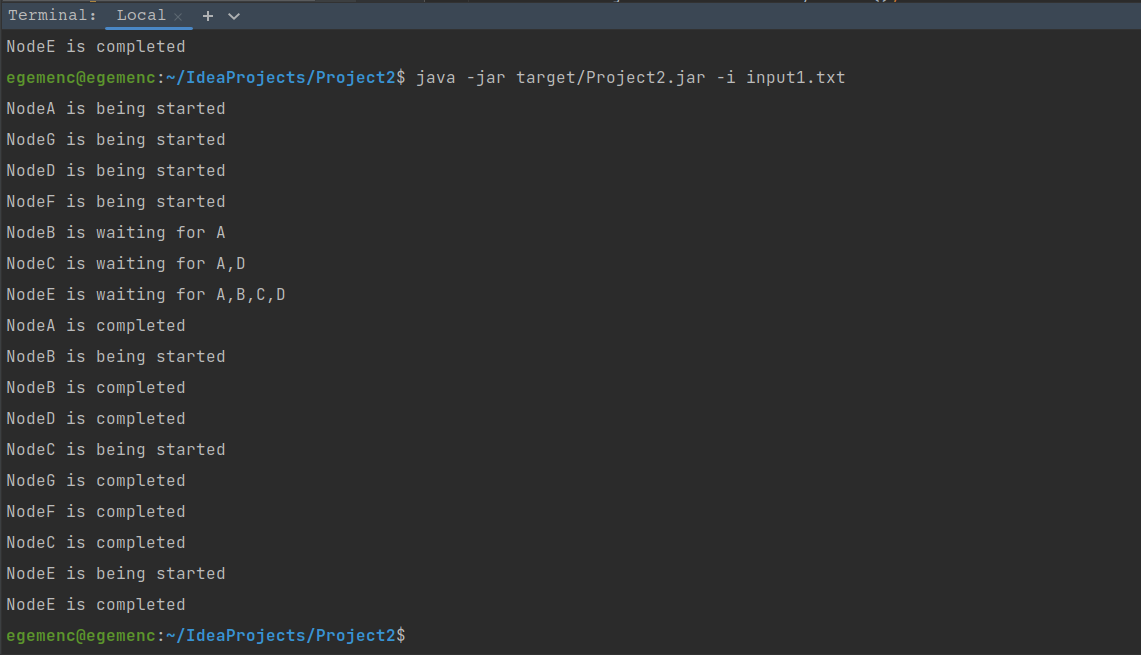 Terminal: Local × + 
NodeE is completed
egemenc@egemenc:~/IdeaProjects/Project2$ java -jar target/Project2.jar -i input1.txt
NodeA is being started
NodeG is being started
NodeD is being started
NodeF is being started
NodeB is waiting for A
NodeC is waiting for A,D
NodeE is waiting for A,B,C,D
NodeA is completed
NodeB is being started
NodeB is completed
NodeD is completed
NodeC is being started
NodeG is completed
NodeF is completed
NodeC is completed
NodeE is being started
NodeE is completed
egemenc@egemenc:~/IdeaProjects/Project2$